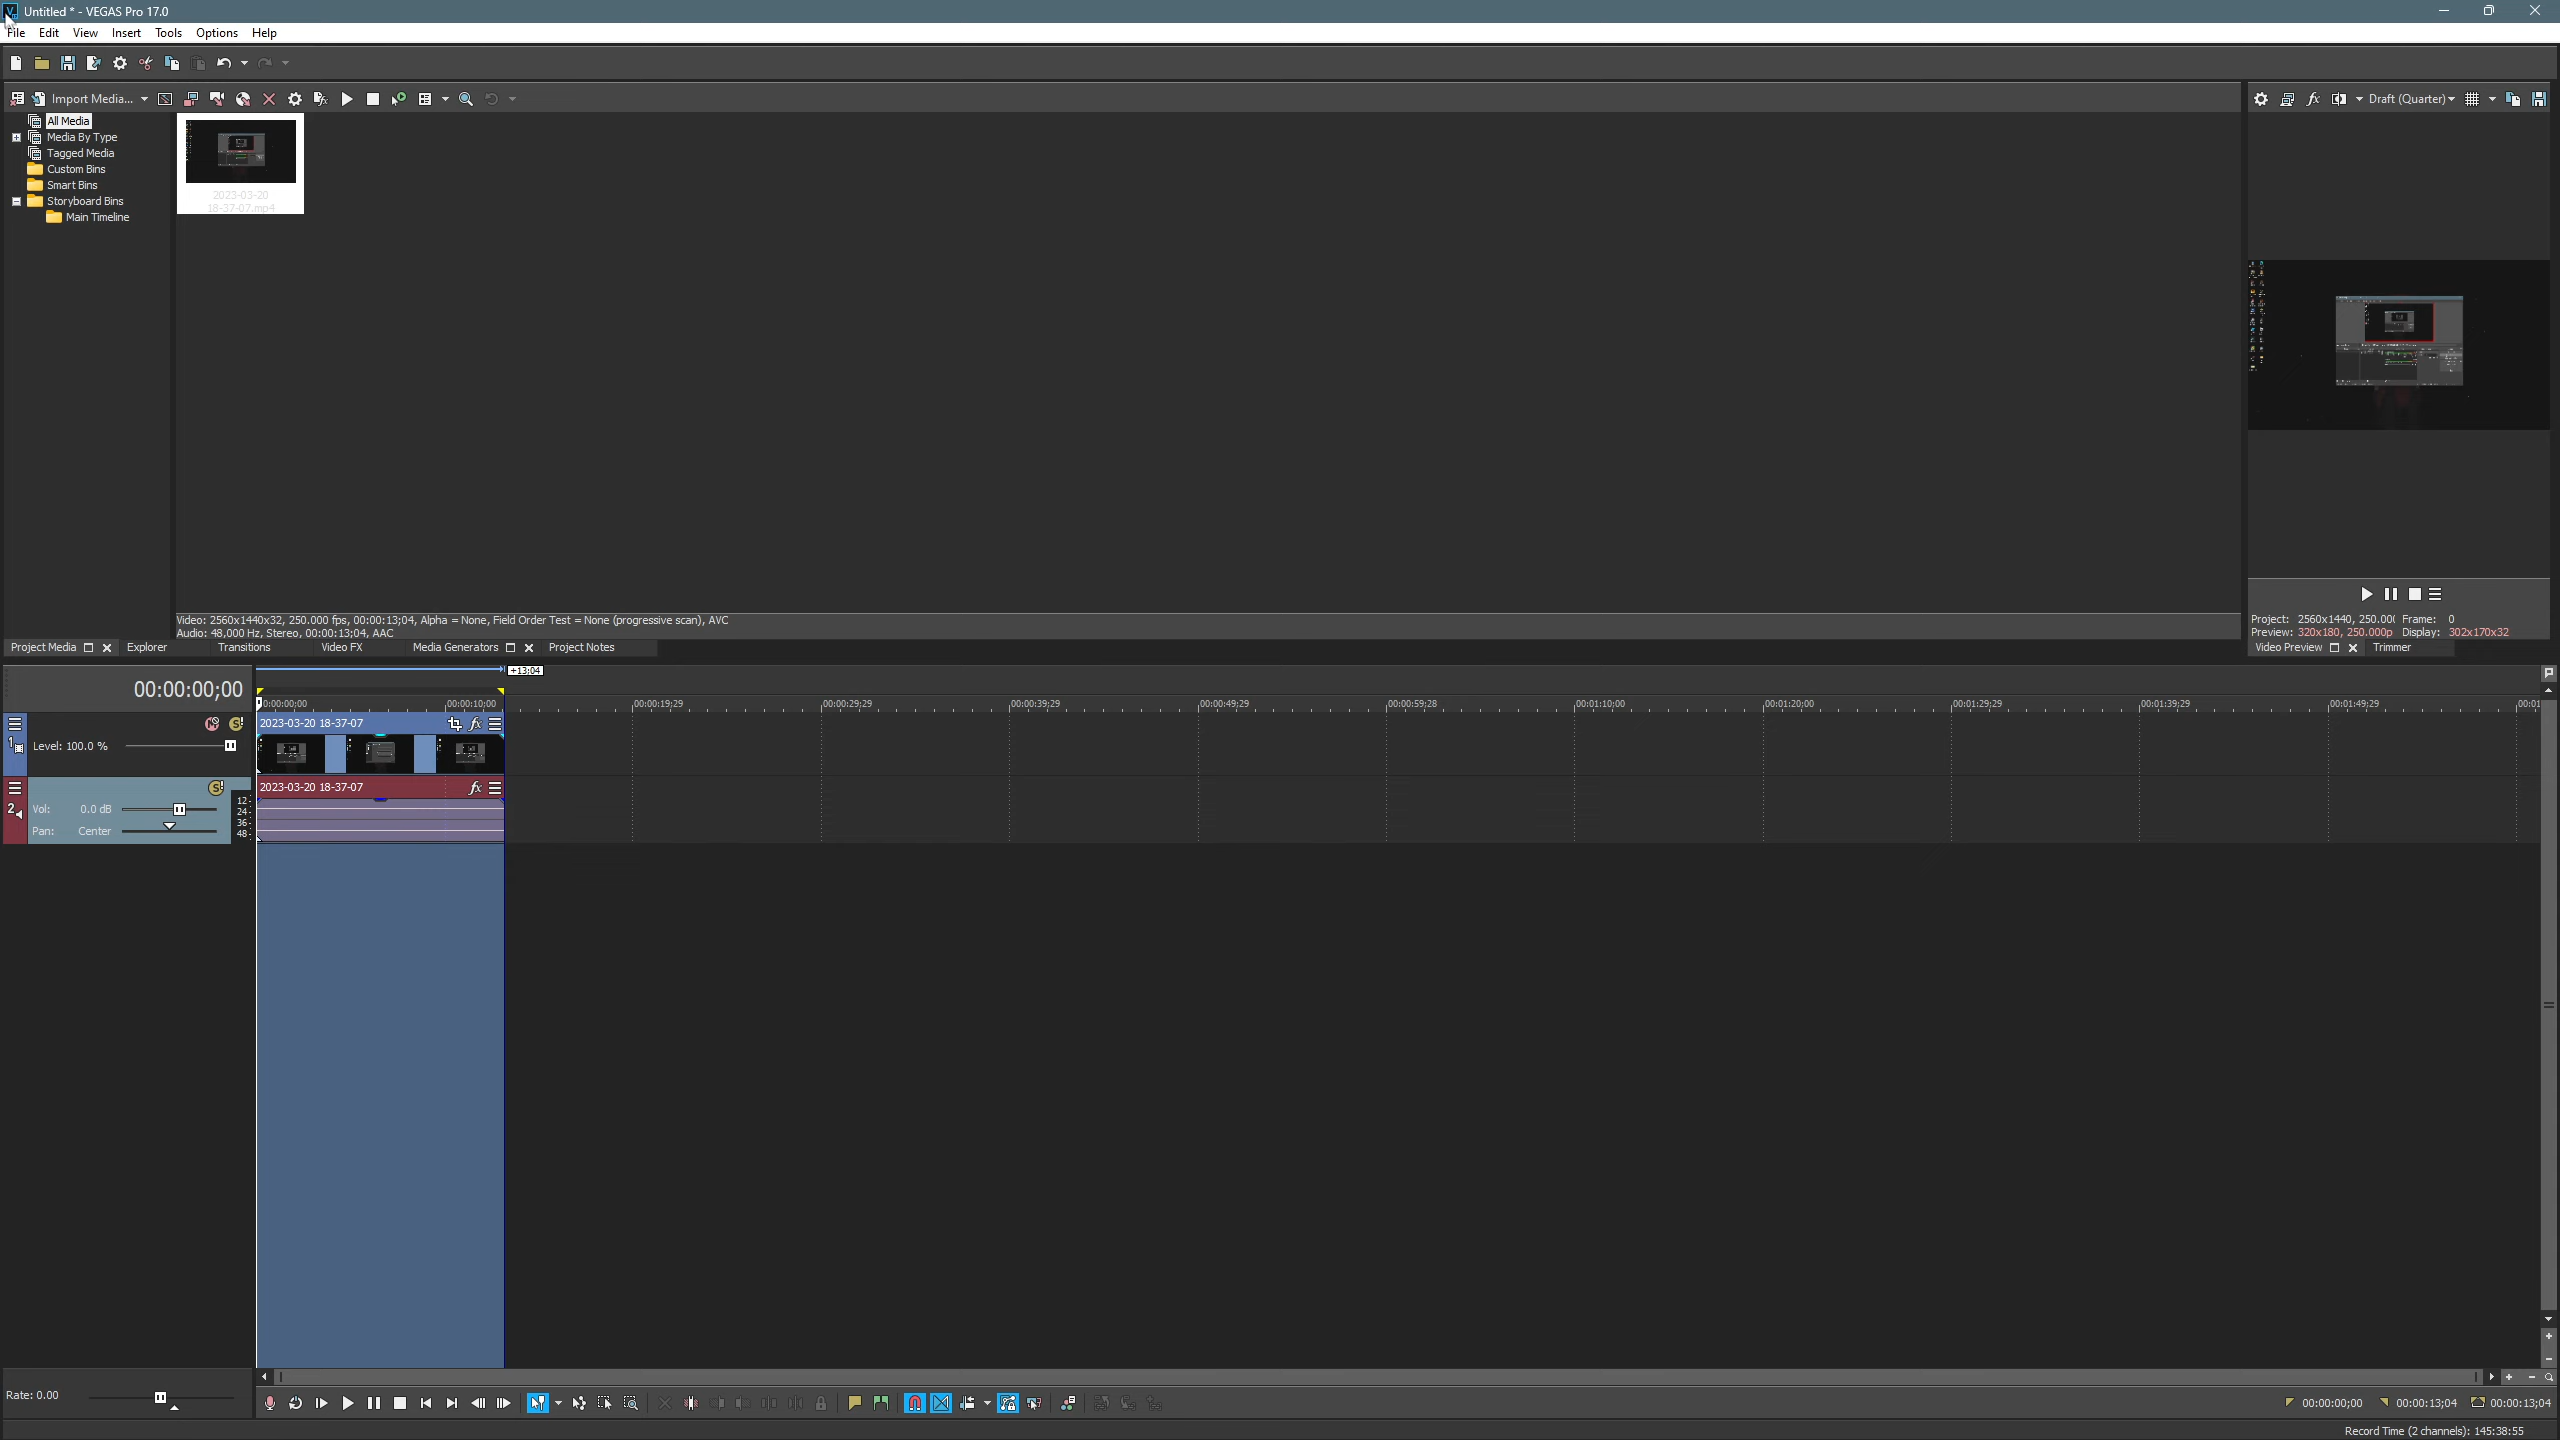 Untitled * - VEGAS Pro 17.0
File Edit View Insert Tools Options Help
Import Media... Draft (Quarter)
All Media
Media By Type
Tagged Media
Custom Bins
Smart Bins
Storyboard Bins
Main Timeline
2023-03-20
18-37-07.mp4
Video: 2560x1440x32, 250.000 fps, 00:00:13;04, Alpha = None, Field Order Test = None (progressive scan), AVC
Audio: 48,000 Hz, Stereo, 00:00:13;04, AAC
Project: 2560x1440, 250.00( Frame: 0
Preview: 320x180, 250.000p Display: 302x170x32
Project Media Explorer Transitions Video FX Media Generators Project Notes Video Preview Trimmer
+13;04
00:00:00;00
0:00:00;00 00:00:10;00 00:00:19;29 00:00:29;29 00:00:39;29 00:00:49;29 00:00:59;28 00:01:10;00 00:01:20;00 00:01:29;29 00:01:39;29 00:01:49;29 00:01
2023-03-20 18-37-07
1 Level: 100.0 %
2023-03-20 18-37-07
2 Vol: 0.0 dB
Pan: Center
12
24
36
48
Rate: 0.00
00:00:00;00 00:00:13;04 00:00:13;04
Record Time (2 channels): 145:38:55